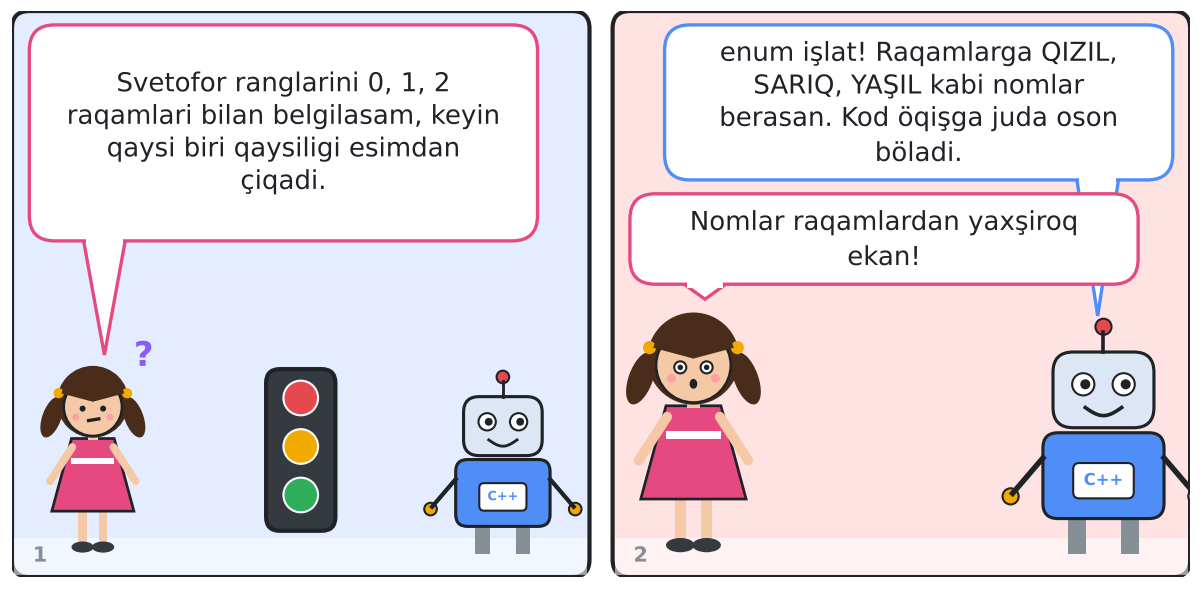 Svetofor ranglarini 0, 1, 2
raqamlari bilan belgilasam, keyin
qaysi biri qaysiligi esimdan
çiqadi.
?
C++
1
enum işlat! Raqamlarga QIZIL,
SARIQ, YAŞIL kabi nomlar
berasan. Kod öqişga juda oson
böladi.
Nomlar raqamlardan yaxşiroq
ekan!
C++
2